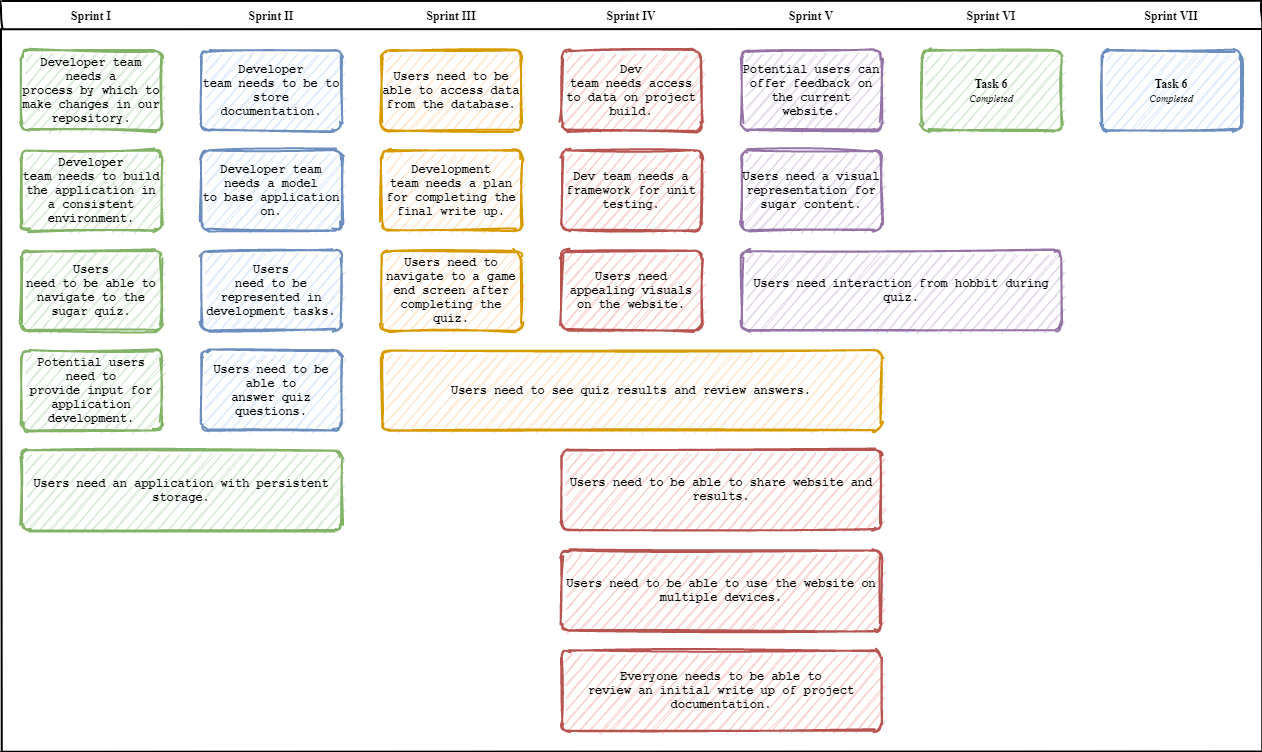 Sprint I
Sprint II
Sprint III
Sprint IV
Sprint V
Sprint VI
Sprint VII
Developer team
needs a
process by which to
make changes in our
repository.
Developer
team needs to be to
store
documentation.
Users need to be
able to access data
from the database.
Dev
team needs access
to data on project
build.
Potential users can
offer feedback on
the current
website.
Task 6
Completed
Task 6
Completed
Developer
team needs to build
the application in
a consistent
environment.
Developer team
needs a model
to base application
on.
Development
team needs a plan
for completing the
final write up.
Dev team needs a
framework for unit
testing.
Users need a visual
representation for
sugar content.
Users
need to be able to
navigate to the
sugar quiz.
Users
need to be
represented in
development tasks.
Users need to
navigate to a game
end screen after
completing the
quiz.
Users need
appealing visuals
on the website.
Users need interaction from hobbit during
quiz.
Potential users
need to
provide input for
application
development.
Users need to be
able to
answer quiz
questions.
Users need to see quiz results and review answers.
Users need an application with persistent
storage.
Users need to be able to share website and
results.
Users need to be able to use the website on
multiple devices.
Everyone needs to be able to
review an initial write up of project
documentation.